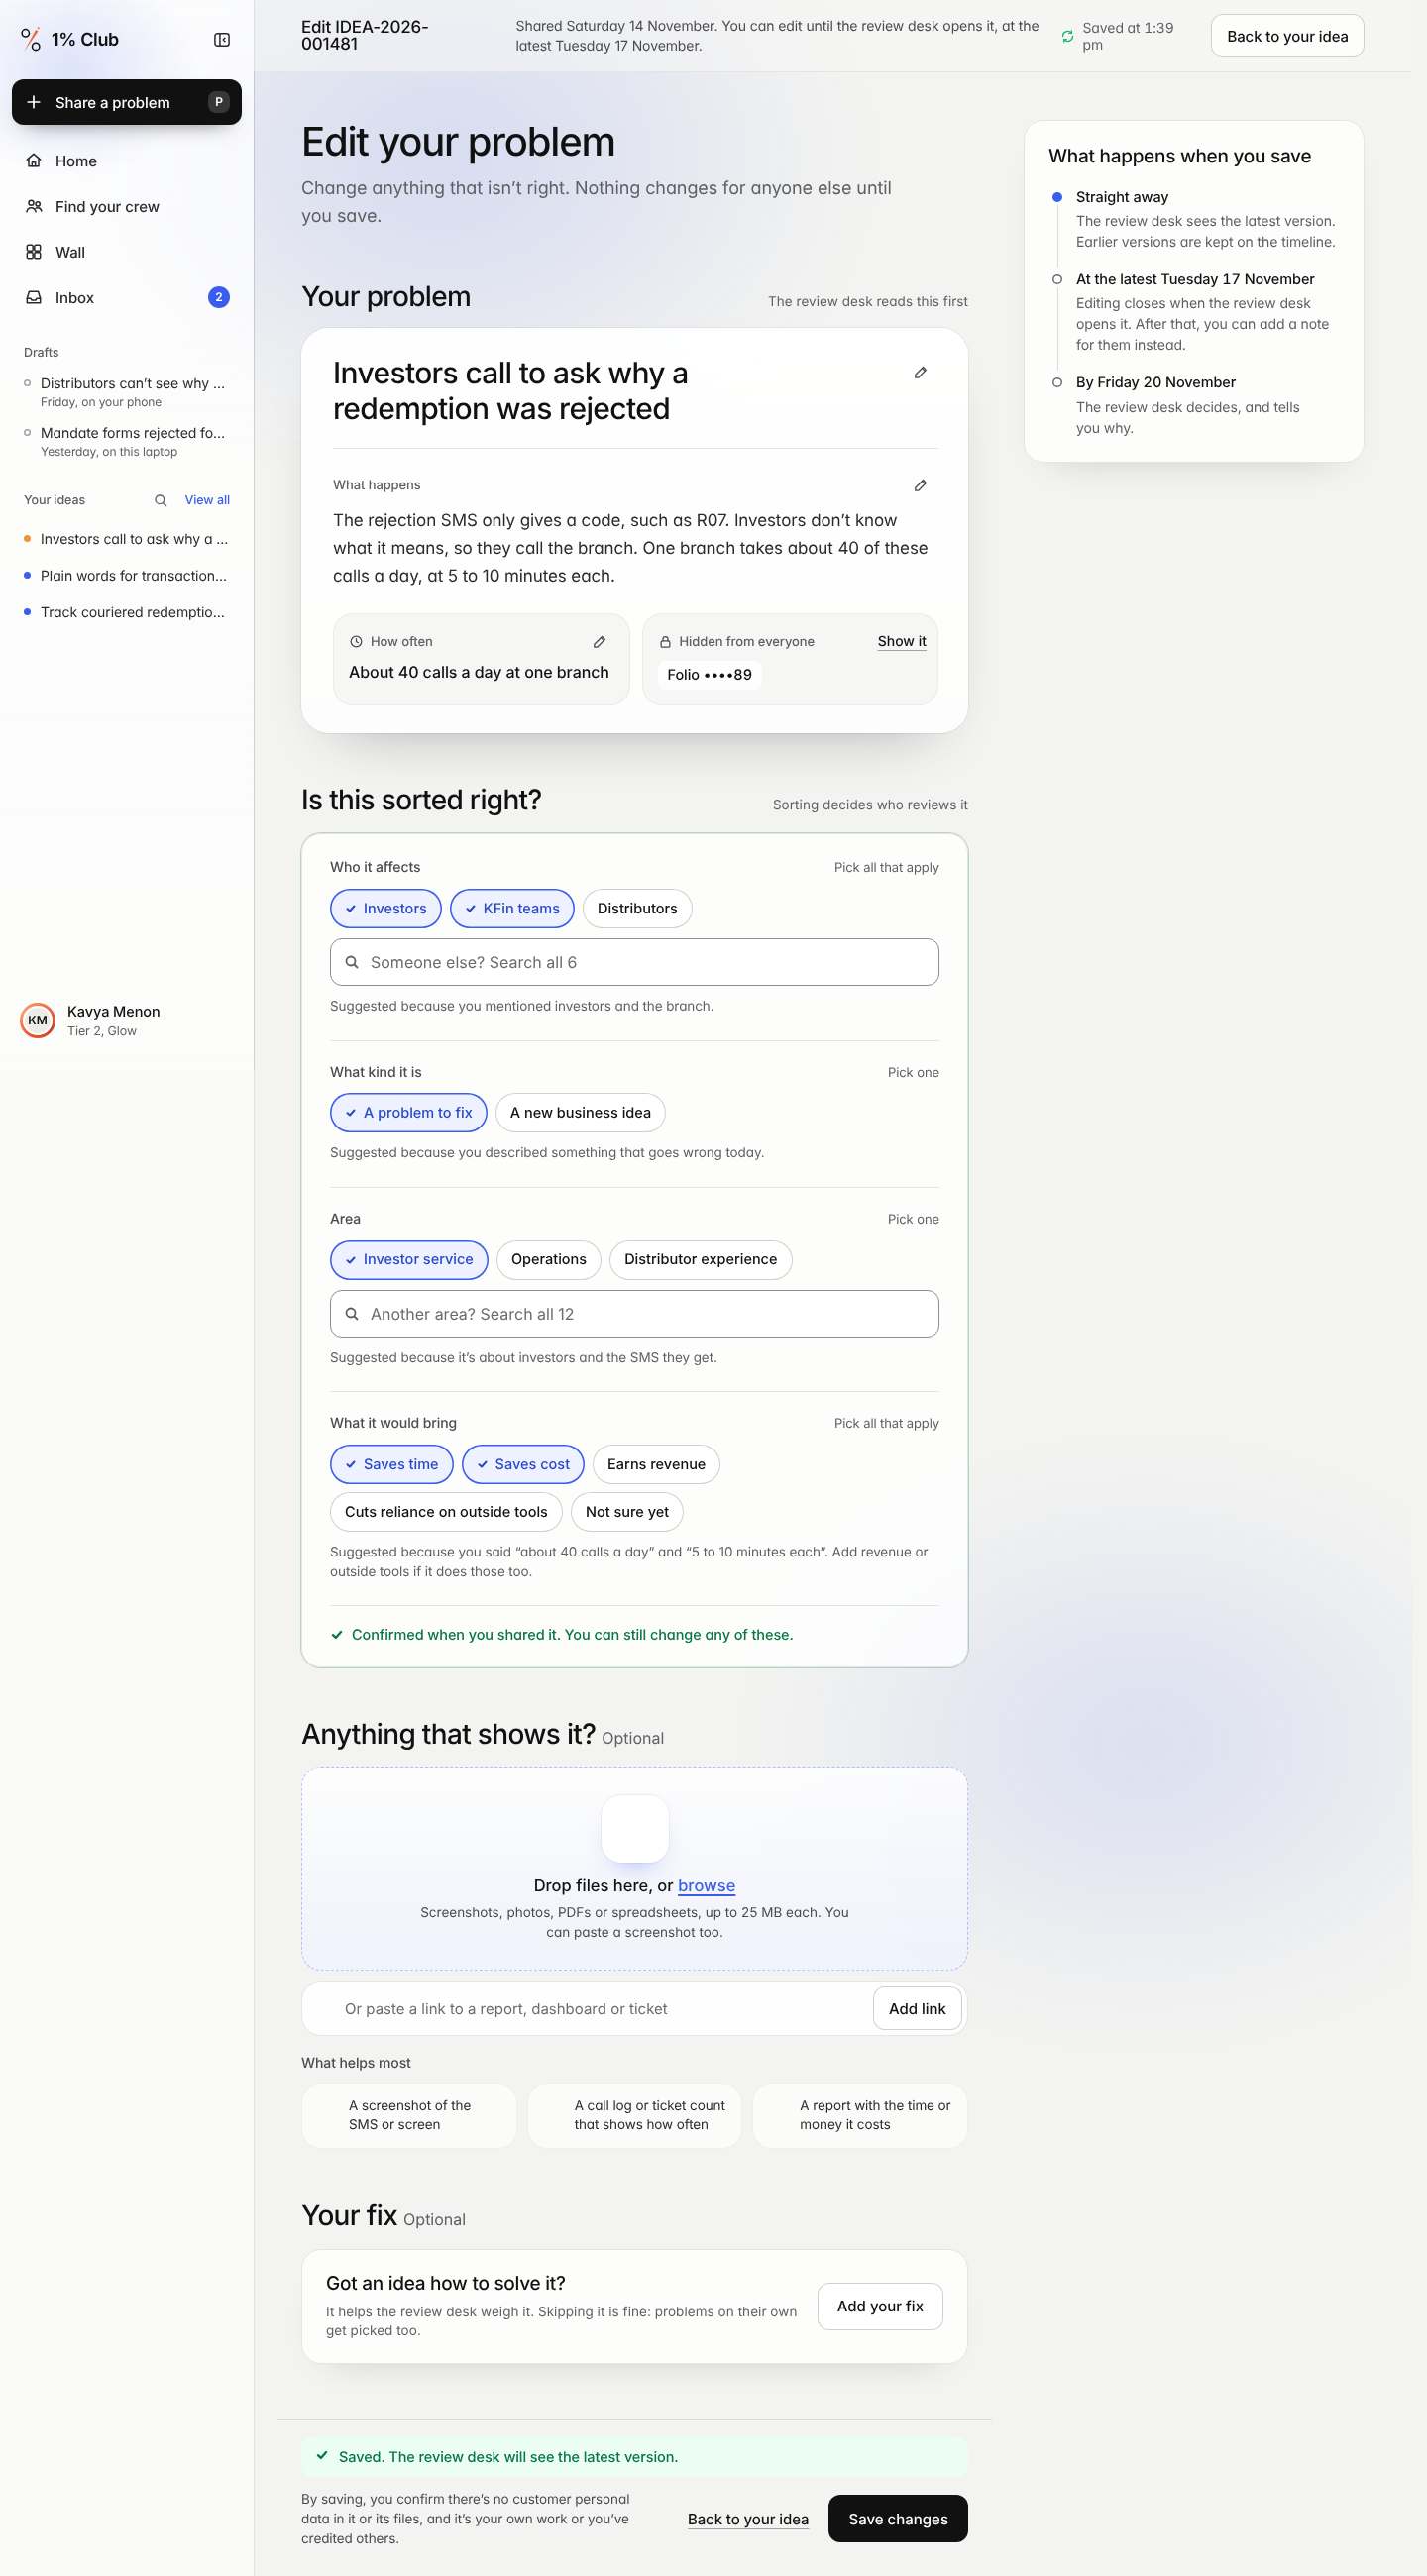 1% Club
Share a problem
P
Home
Find your crew
Wall
Inbox
2
Drafts
Distributors can't see why ...
Friday, on your phone
Mandate forms rejected fo...
Yesterday, on this laptop
Your ideas
View all
Investors call to ask why a ...
Plain words for transaction...
Track couriered redemptio...
KM
Kavya Menon
Tier 2, Glow
Edit IDEA-2026-
001481
Shared Saturday 14 November. You can edit until the review desk opens it, at the
latest Tuesday 17 November.
Saved at 1:39
pm
Back to your idea
Edit your problem
Change anything that isn't right. Nothing changes for anyone else until
you save.
Your problem
The review desk reads this first
Investors call to ask why a
redemption was rejected
What happens
The rejection SMS only gives a code, such as R07. Investors don't know
what it means, so they call the branch. One branch takes about 40 of these
calls a day, at 5 to 10 minutes each.
How often
About 40 calls a day at one branch
Hidden from everyone
Show it
Folio ••••89
Is this sorted right?
Sorting decides who reviews it
Who it affects
Pick all that apply
Investors
KFin teams
Distributors
Someone else? Search all 6
Suggested because you mentioned investors and the branch.
What kind it is
Pick one
A problem to fix
A new business idea
Suggested because you described something that goes wrong today.
Area
Pick one
Investor service
Operations
Distributor experience
Another area? Search all 12
Suggested because it's about investors and the SMS they get.
What it would bring
Pick all that apply
Saves time
Saves cost
Earns revenue
Cuts reliance on outside tools
Not sure yet
Suggested because you said “about 40 calls a day” and “5 to 10 minutes each”. Add revenue or
outside tools if it does those too.
Confirmed when you shared it. You can still change any of these.
Anything that shows it? Optional
Drop files here, or browse
Screenshots, photos, PDFs or spreadsheets, up to 25 MB each. You
can paste a screenshot too.
Or paste a link to a report, dashboard or ticket
Add link
What helps most
A screenshot of the
SMS or screen
A call log or ticket count
that shows how often
A report with the time or
money it costs
Your fix Optional
Got an idea how to solve it?
It helps the review desk weigh it. Skipping it is fine: problems on their own
get picked too.
Add your fix
Saved. The review desk will see the latest version.
By saving, you confirm there's no customer personal
data in it or its files, and it's your own work or you've
credited others.
Back to your idea
Save changes
What happens when you save
Straight away
The review desk sees the latest version.
Earlier versions are kept on the timeline.
At the latest Tuesday 17 November
Editing closes when the review desk
opens it. After that, you can add a note
for them instead.
By Friday 20 November
The review desk decides, and tells
you why.